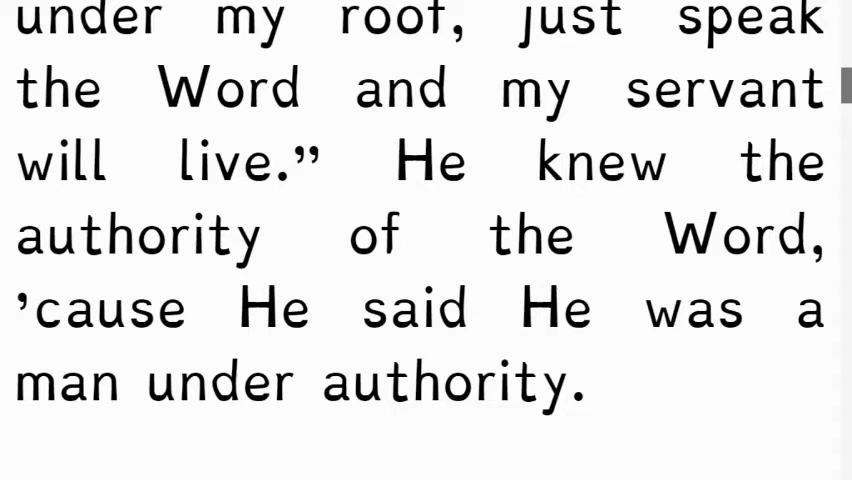 under my roof, just speak
the Word and my servant
will live.” He knew the
authority of the Word,
’cause He said He was a
man under authority.